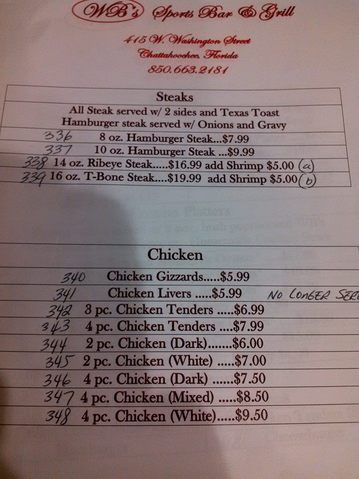 WB's Sports Bar & Grill
415 W. Washington Street
Chattahoochee, Florida
850.663.2181
Steaks
All Steak served w/ 2 sides and Texas Toast
Hamburger steak served w/ Onions and Gravy
336 8 oz. Hamburger Steak...$7.99
337 10 oz. Hamburger Steak ...$9.99
338 14 oz. Ribeye Steak.....$16.99 add Shrimp $5.00 (a)
339 16 oz. T-Bone Steak....$19.99 add Shrimp $5.00 (b)
Chicken
340 Chicken Gizzards.....$5.99
341 Chicken Livers .....$5.99 NO LONGER SER
342 3 pc. Chicken Tenders .....$6.99
343 4 pc. Chicken Tenders ....$7.99
344 2 pc. Chicken (Dark).......$6.00
345 2 pc. Chicken (White) .....$7.00
346 4 pc. Chicken (Dark) .....$7.50
347 4 pc. Chicken (Mixed) .....$8.50
348 4 pc. Chicken (White).....$9.50